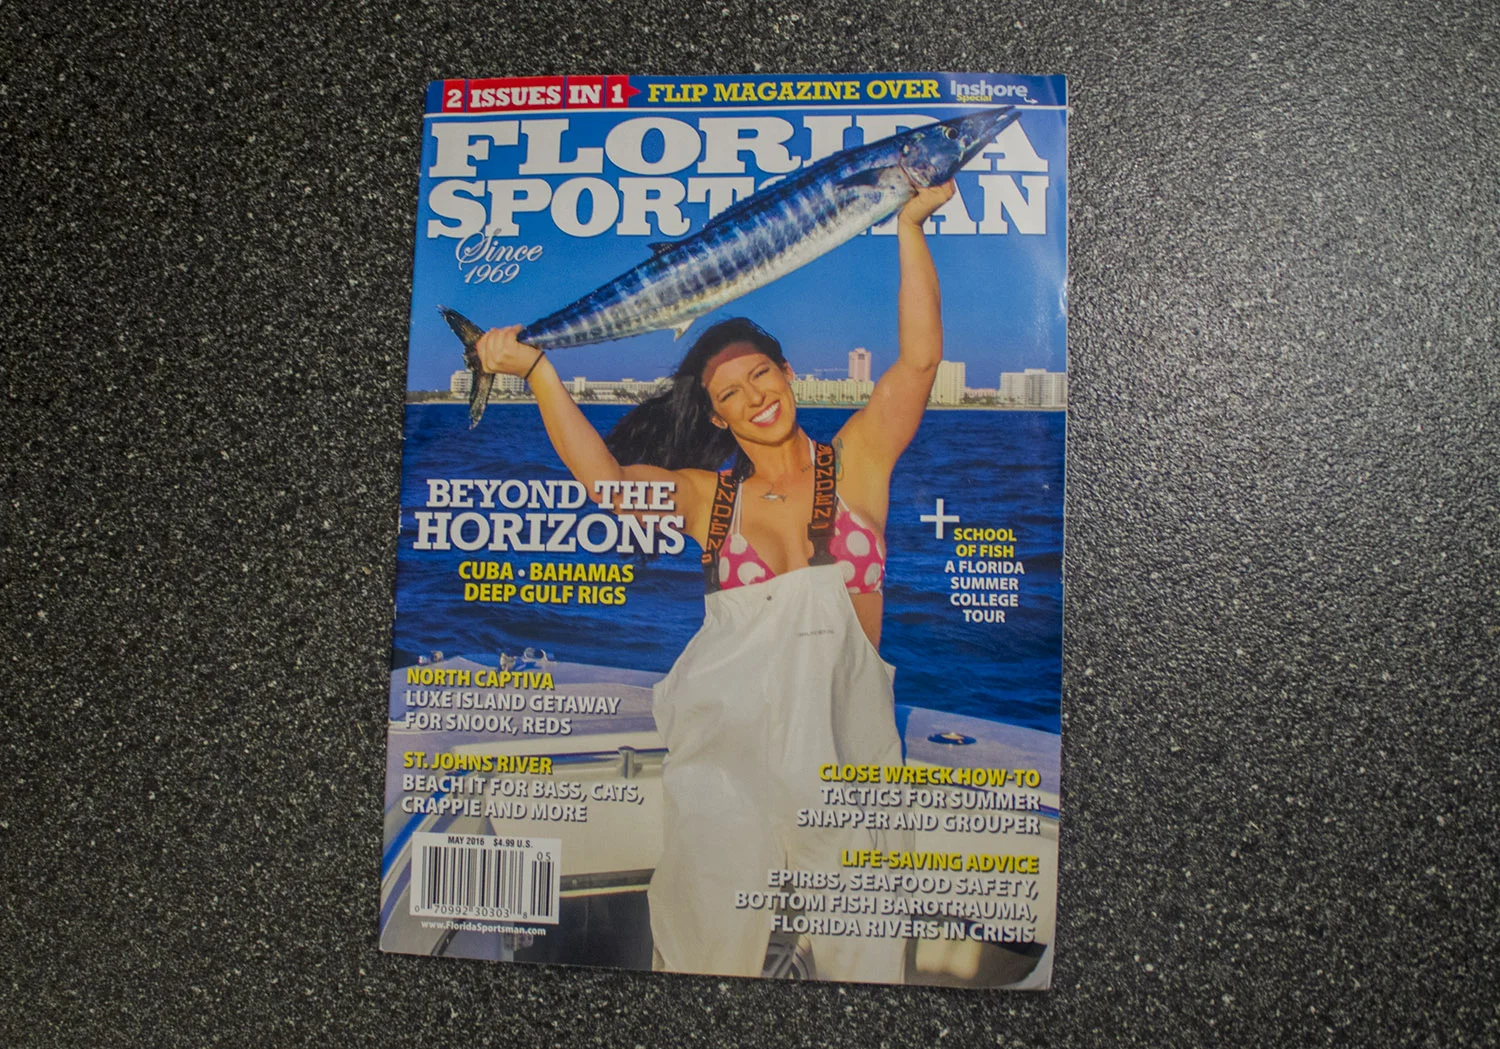 2 ISSUES IN 1 FLIP MAGAZINE OVER Inshore
Special
FLORIDA
SPORTSMAN
Since
1969
BEYOND THE
HORIZONS
CUBA • BAHAMAS
DEEP GULF RIGS
+
SCHOOL
OF FISH
A FLORIDA
SUMMER
COLLEGE
TOUR
GRUNDÉNS
GRUNDÉNS
NORTH CAPTIVA
LUXE ISLAND GETAWAY
FOR SNOOK, REDS
ST. JOHNS RIVER
BEACH IT FOR BASS, CATS,
CRAPPIE AND MORE
CLOSE WRECK HOW-TO
TACTICS FOR SUMMER
SNAPPER AND GROUPER
LIFE-SAVING ADVICE
EPIRBS, SEAFOOD SAFETY,
BOTTOM FISH BAROTRAUMA,
FLORIDA RIVERS IN CRISIS
MAY 2016 $4.99 U.S.
05
0 70992 30303 8
www.FloridaSportsman.com